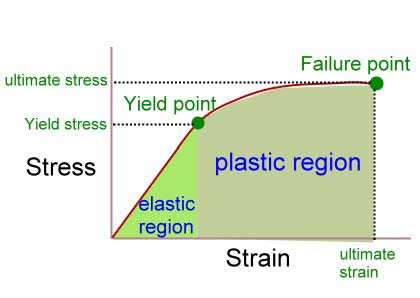 Failure point
ultimate stress
Yield point
Yield stress
Stress
plastic region
elastic
region
Strain
ultimate
strain